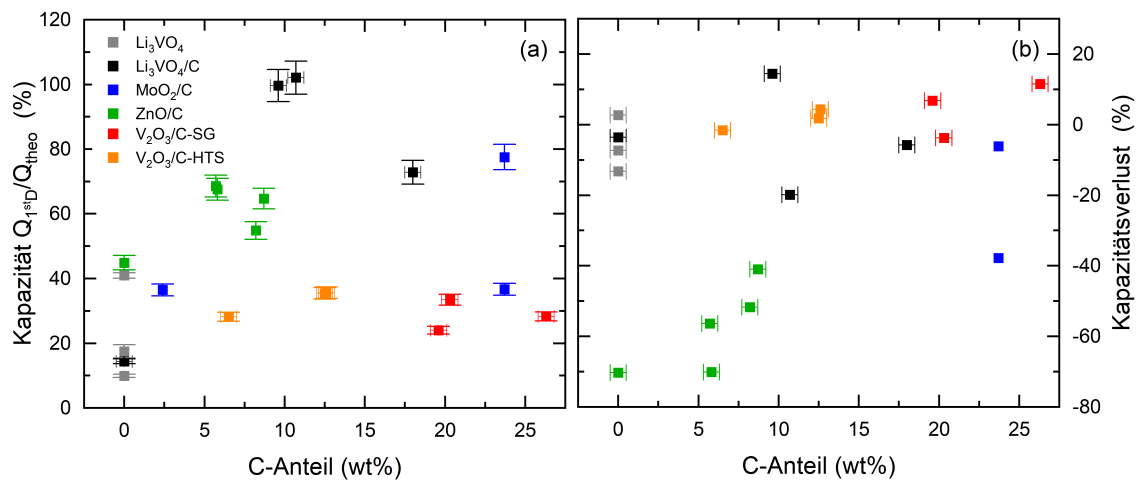 120
100
80
60
40
20
0
Kapazität Q₁ₛₜD/Qₜₕₑₒ (%)
Li₃VO₄
Li₃VO₄/C
MoO₂/C
ZnO/C
V₂O₃/C-SG
V₂O₃/C-HTS
(a)
0 5 10 15 20 25
C-Anteil (wt%)
(b)
0 5 10 15 20 25
C-Anteil (wt%)
20
0
-20
-40
-60
-80
Kapazitätsverlust (%)